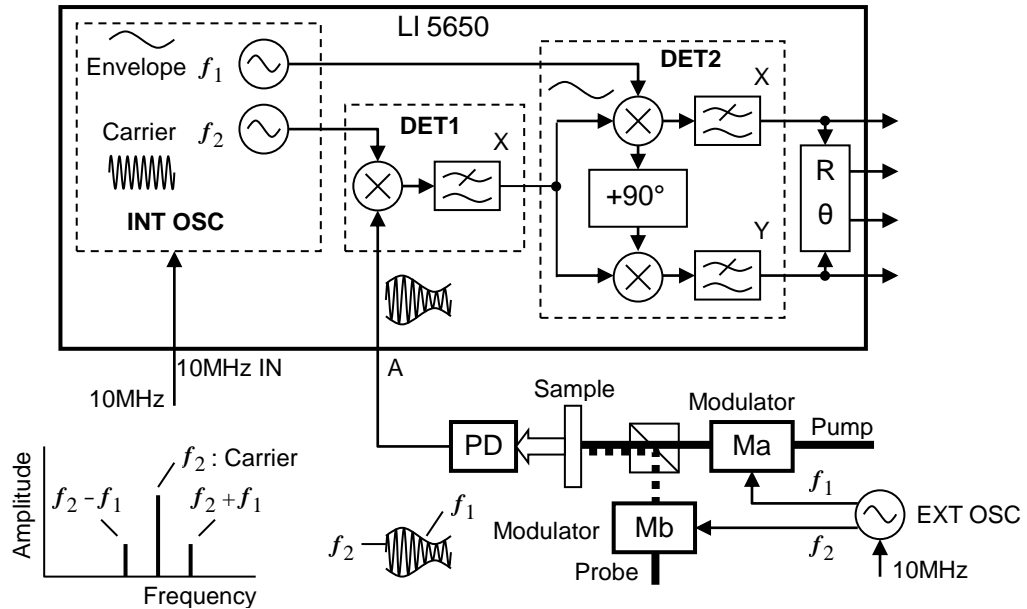 LI 5650
Envelope f1
DET2
X
Carrier f2
DET1
X
+90°
R
θ
INT OSC
Y
10MHz IN
A
10MHz
Sample
Modulator
PD
Ma
Pump
f2 : Carrier
f2 − f1
f2 + f1
Amplitude
Frequency
f1
f2
Modulator
Mb
Probe
f1
f2
EXT OSC
10MHz